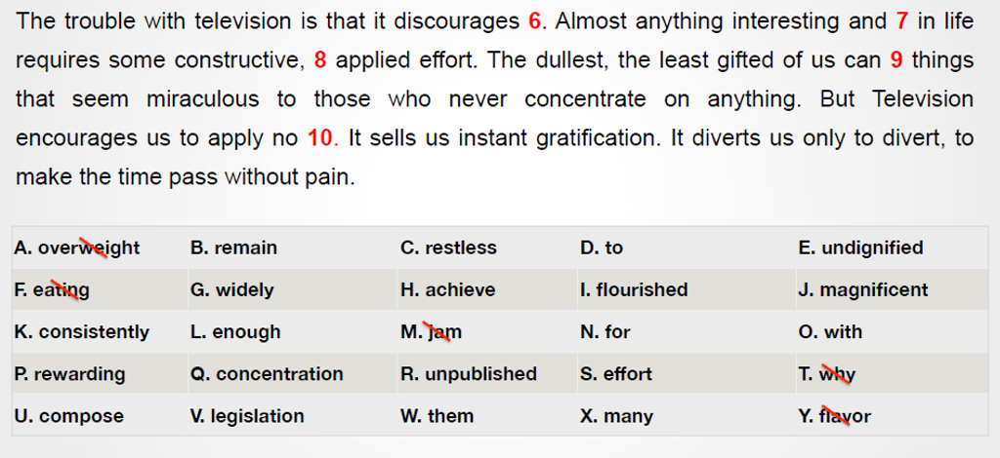 The trouble with television is that it discourages 6. Almost anything interesting and 7 in life
requires some constructive, 8 applied effort. The dullest, the least gifted of us can 9 things
that seem miraculous to those who never concentrate on anything. But Television
encourages us to apply no 10. It sells us instant gratification. It diverts us only to divert, to
make the time pass without pain.
A. overweight B. remain C. restless D. to E. undignified
F. eating G. widely H. achieve I. flourished J. magnificent
K. consistently L. enough M. jam N. for O. with
P. rewarding Q. concentration R. unpublished S. effort T. why
U. compose V. legislation W. them X. many Y. flavor